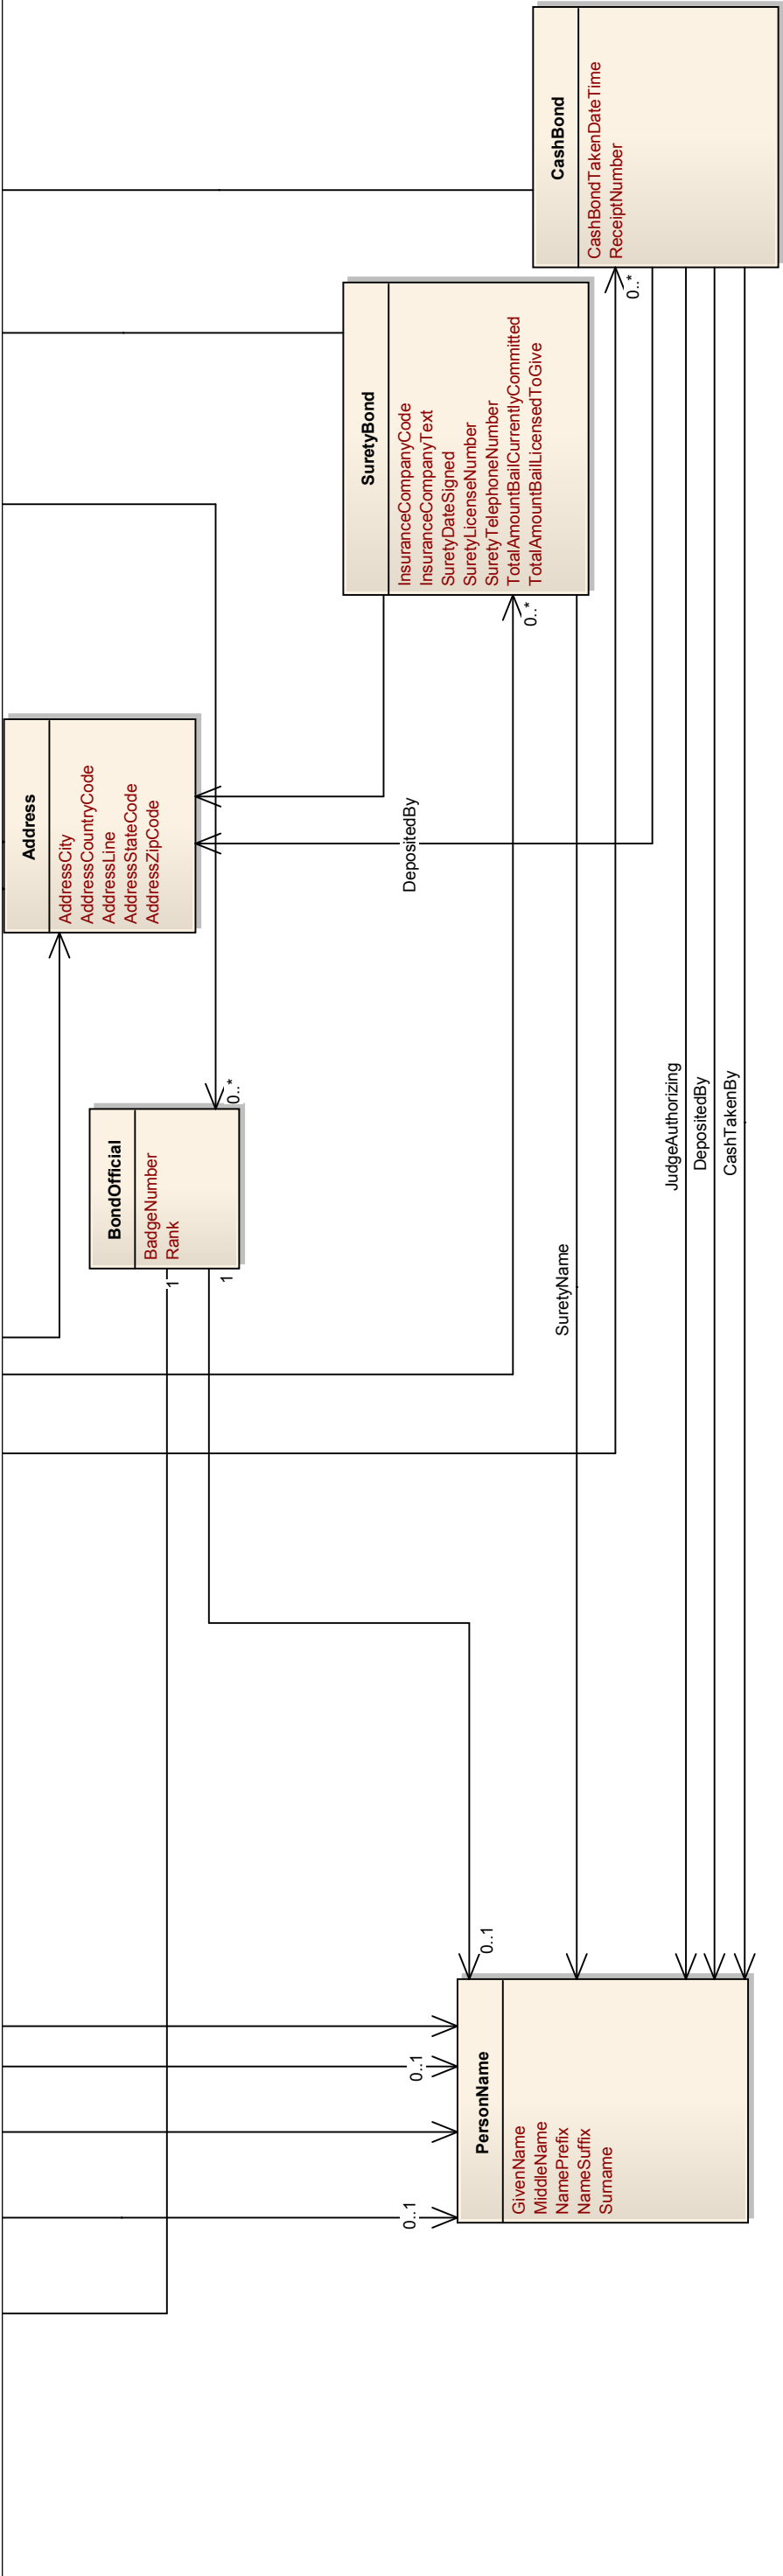 CashBond
CashBondTakenDateTime
ReceiptNumber
0..*
SuretyBond
InsuranceCompanyCode
InsuranceCompanyText
SuretyDateSigned
SuretyLicenseNumber
SuretyTelephoneNumber
TotalAmountBailCurrentlyCommitted
TotalAmountBailLicensedToGive
0..*
Address
AddressCity
AddressCountryCode
AddressLine
AddressStateCode
AddressZipCode
DepositedBy
0..*
BondOfficial
BadgeNumber
Rank
1
1
SuretyName
JudgeAuthorizing
DepositedBy
CashTakenBy
0..1
PersonName
GivenName
MiddleName
NamePrefix
NameSuffix
Surname
0..1
0..1